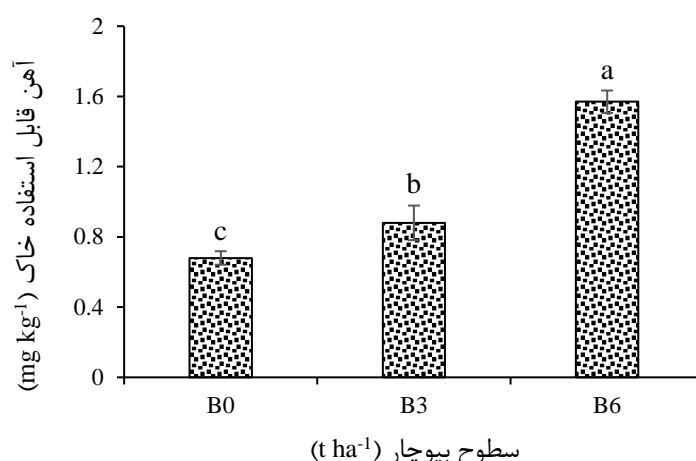 آهن قابل استفاده خاک (mg kg-1)
2
1.6
1.2
0.8
0.4
0
c
b
a
B0
B3
B6
سطوح بیوچار (t ha-1)